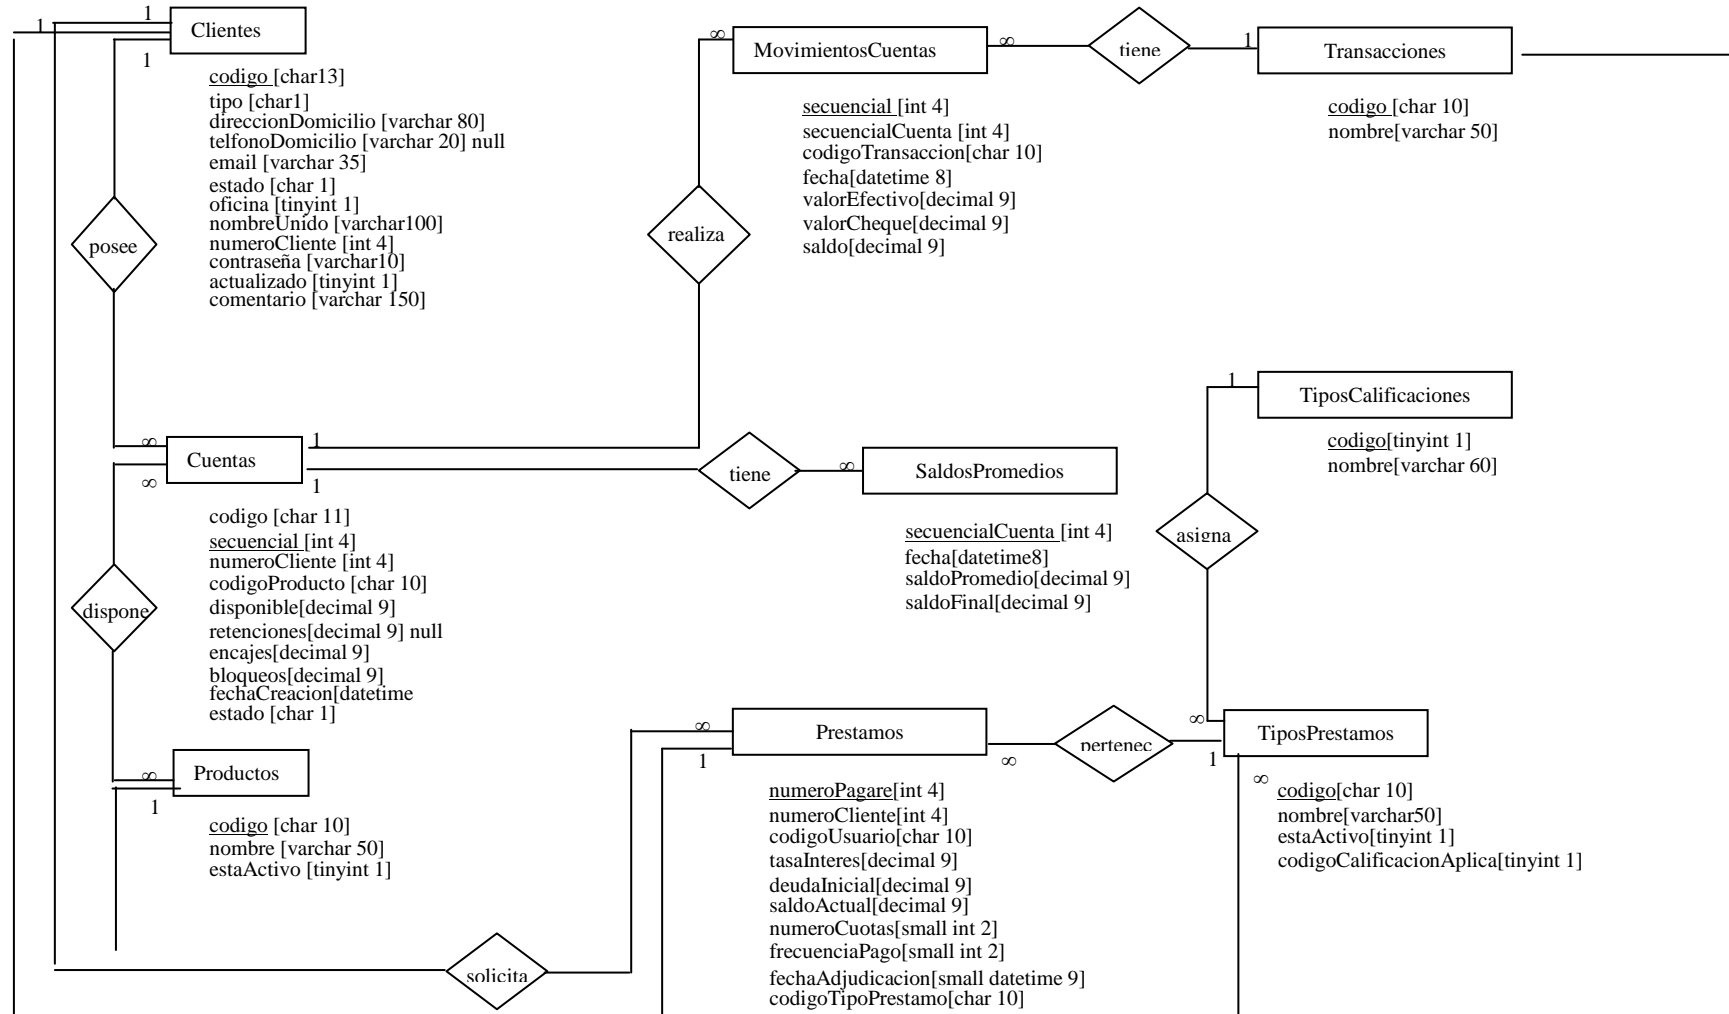 1
1
1
Clientes
codigo [char13]
tipo [char1]
direccionDomicilio [varchar 80]
telfonoDomicilio [varchar 20] null
email [varchar 35]
estado [char 1]
oficina [tinyint 1]
nombreUnido [varchar100]
numeroCliente [int 4]
contraseña [varchar10]
actualizado [tinyint 1]
comentario [varchar 150]
posee
∞
MovimientosCuentas
∞
secuencial [int 4]
secuencialCuenta [int 4]
codigoTransaccion[char 10]
fecha[datetime 8]
valorEfectivo[decimal 9]
valorCheque[decimal 9]
saldo[decimal 9]
realiza
tiene
1
Transacciones
codigo [char 10]
nombre[varchar 50]
∞
Cuentas
1
∞
1
codigo [char 11]
secuencial [int 4]
numeroCliente [int 4]
codigoProducto [char 10]
disponible[decimal 9]
retenciones[decimal 9] null
encajes[decimal 9]
bloqueos[decimal 9]
fechaCreacion[datetime
estado [char 1]
dispone
tiene
∞
SaldosPromedios
secuencialCuenta [int 4]
fecha[datetime8]
saldoPromedio[decimal 9]
saldoFinal[decimal 9]
1
TiposCalificaciones
codigo[tinyint 1]
nombre[varchar 60]
asigna
∞
Productos
1
codigo [char 10]
nombre [varchar 50]
estaActivo [tinyint 1]
solicita
∞
Prestamos
1
∞
numeroPagare[int 4]
numeroCliente[int 4]
codigoUsuario[char 10]
tasaInteres[decimal 9]
deudaInicial[decimal 9]
saldoActual[decimal 9]
numeroCuotas[small int 2]
frecuenciaPago[small int 2]
fechaAdjudicacion[small datetime 9]
codigoTipoPrestamo[char 10]
pertenec
∞
1
TiposPrestamos
∞
codigo[char 10]
nombre[varchar50]
estaActivo[tinyint 1]
codigoCalificacionAplica[tinyint 1]